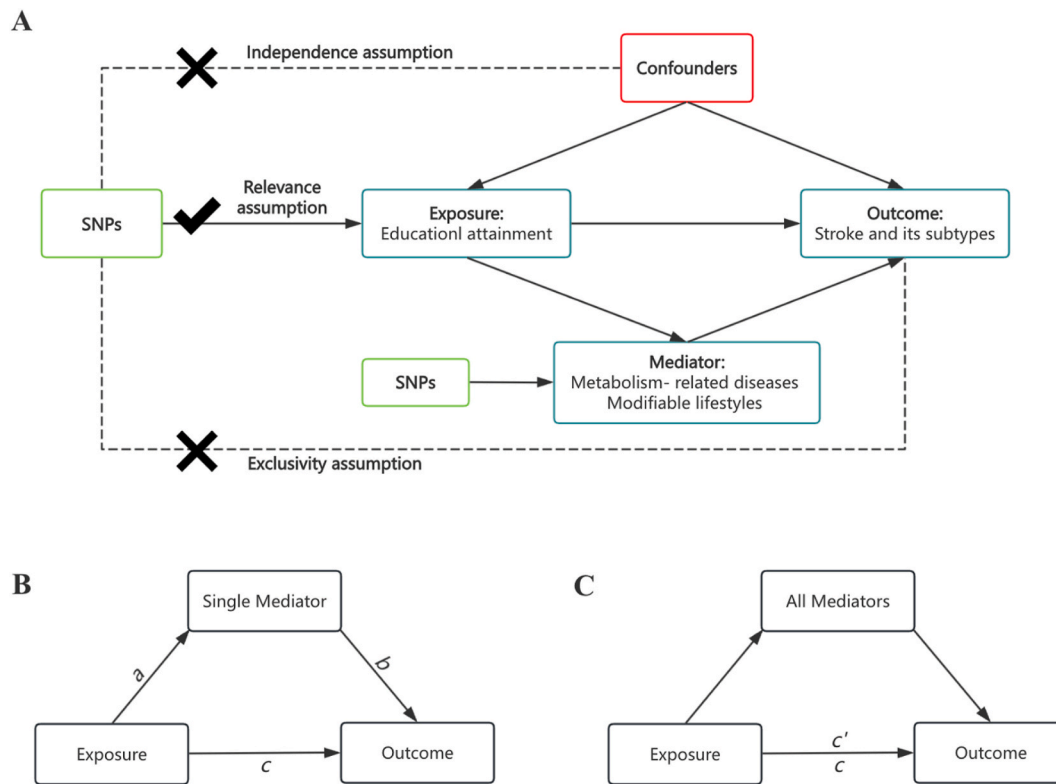 A
Independence assumption
Confounders
Relevance
assumption
SNPs
Exposure:
Educationl attainment
Outcome:
Stroke and its subtypes
SNPs
Mediator:
Metabolism- related diseases
Modifiable lifestyles
Exclusivity assumption
B
Single Mediator
a
b
Exposure
c
Outcome
C
All Mediators
Exposure
c'
c
Outcome